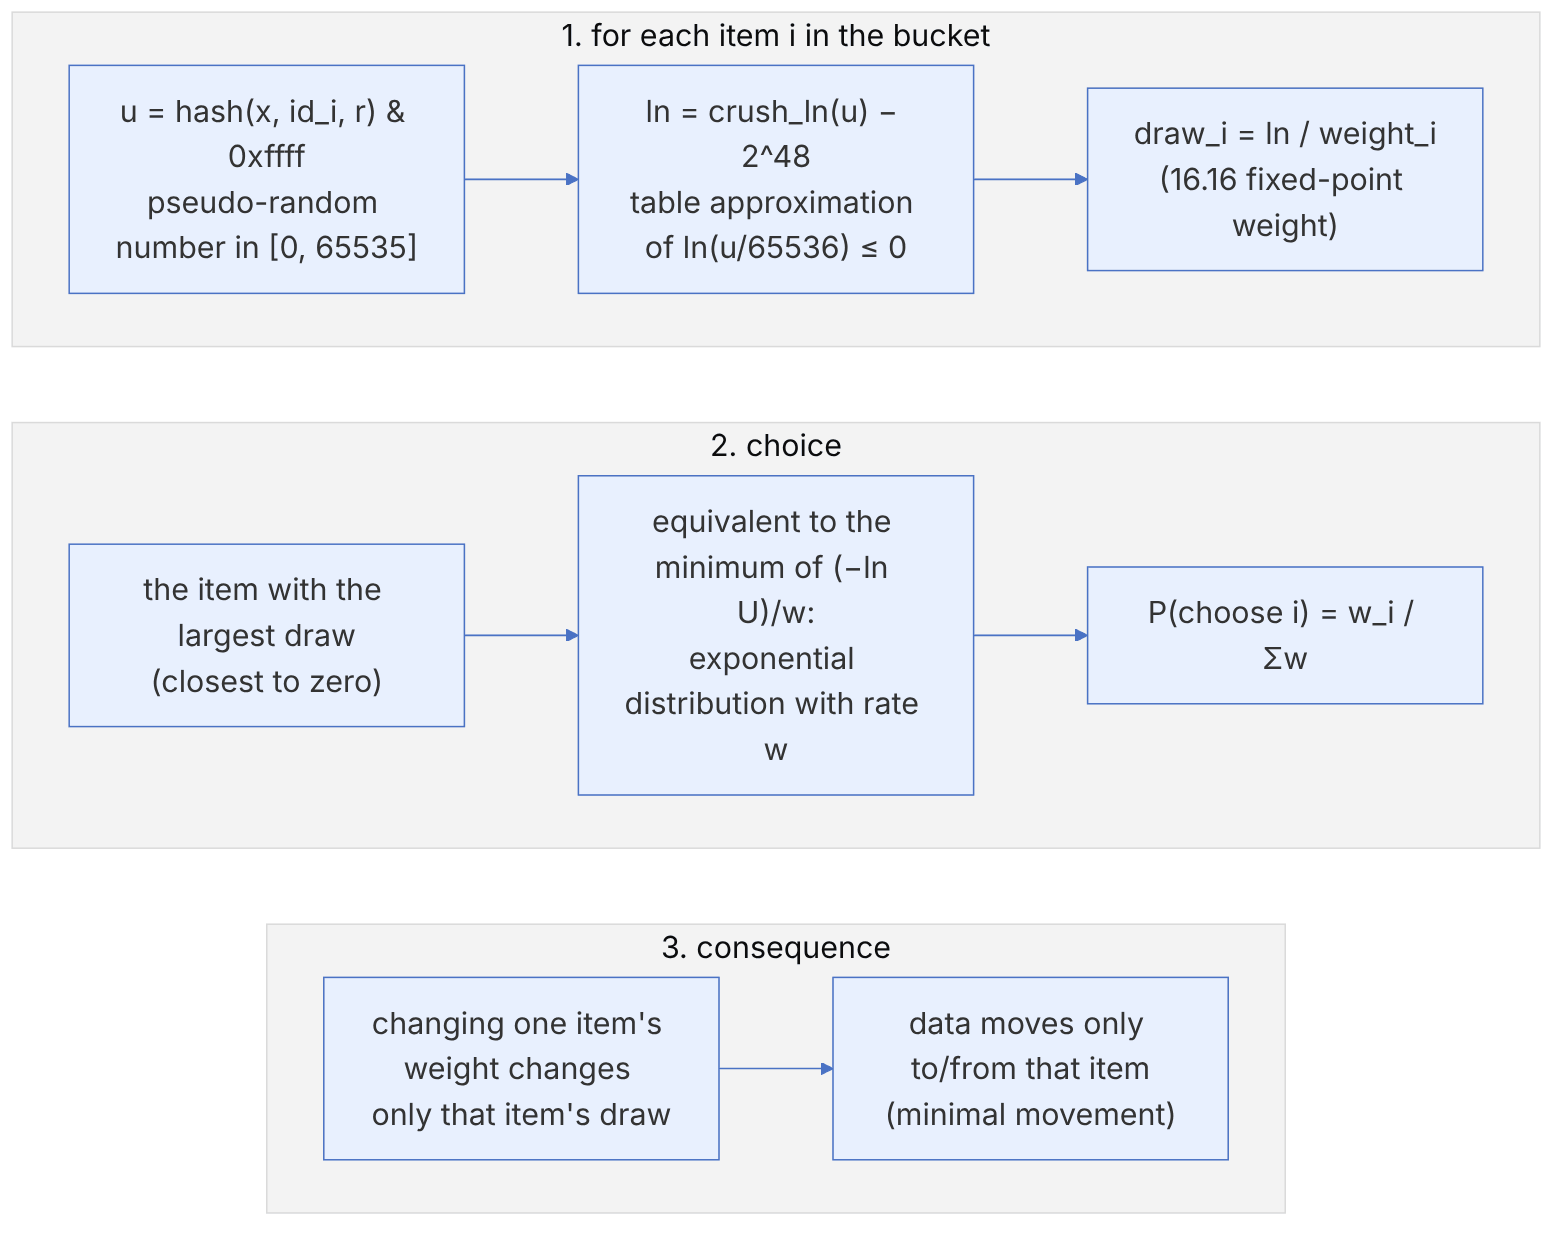 1. for each item i in the bucket
u = hash(x, id_i, r) &
0xffff
pseudo-random
number in [0, 65535]
ln = crush_ln(u) −
2^48
table approximation
of ln(u/65536) ≤ 0
draw_i = ln / weight_i
(16.16 fixed-point
weight)
2. choice
the item with the
largest draw
(closest to zero)
equivalent to the
minimum of (−ln
U)/w:
exponential
distribution with rate
w
P(choose i) = w_i /
Σw
3. consequence
changing one item's
weight changes
only that item's draw
data moves only
to/from that item
(minimal movement)